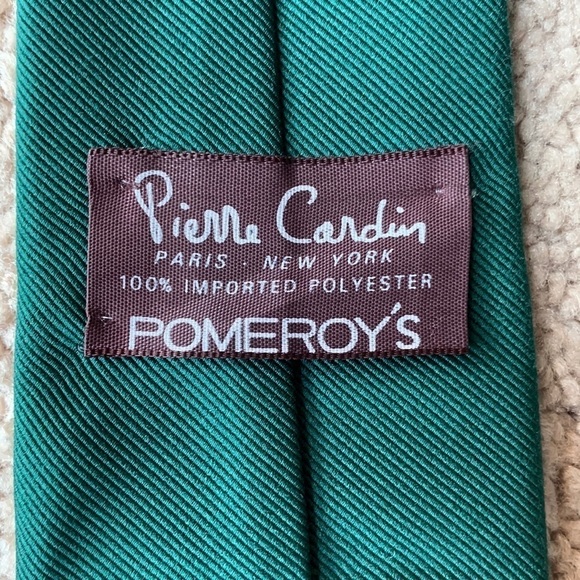 Pierre Cardin
PARIS · NEW YORK
100% IMPORTED POLYESTER
POMEROY'S